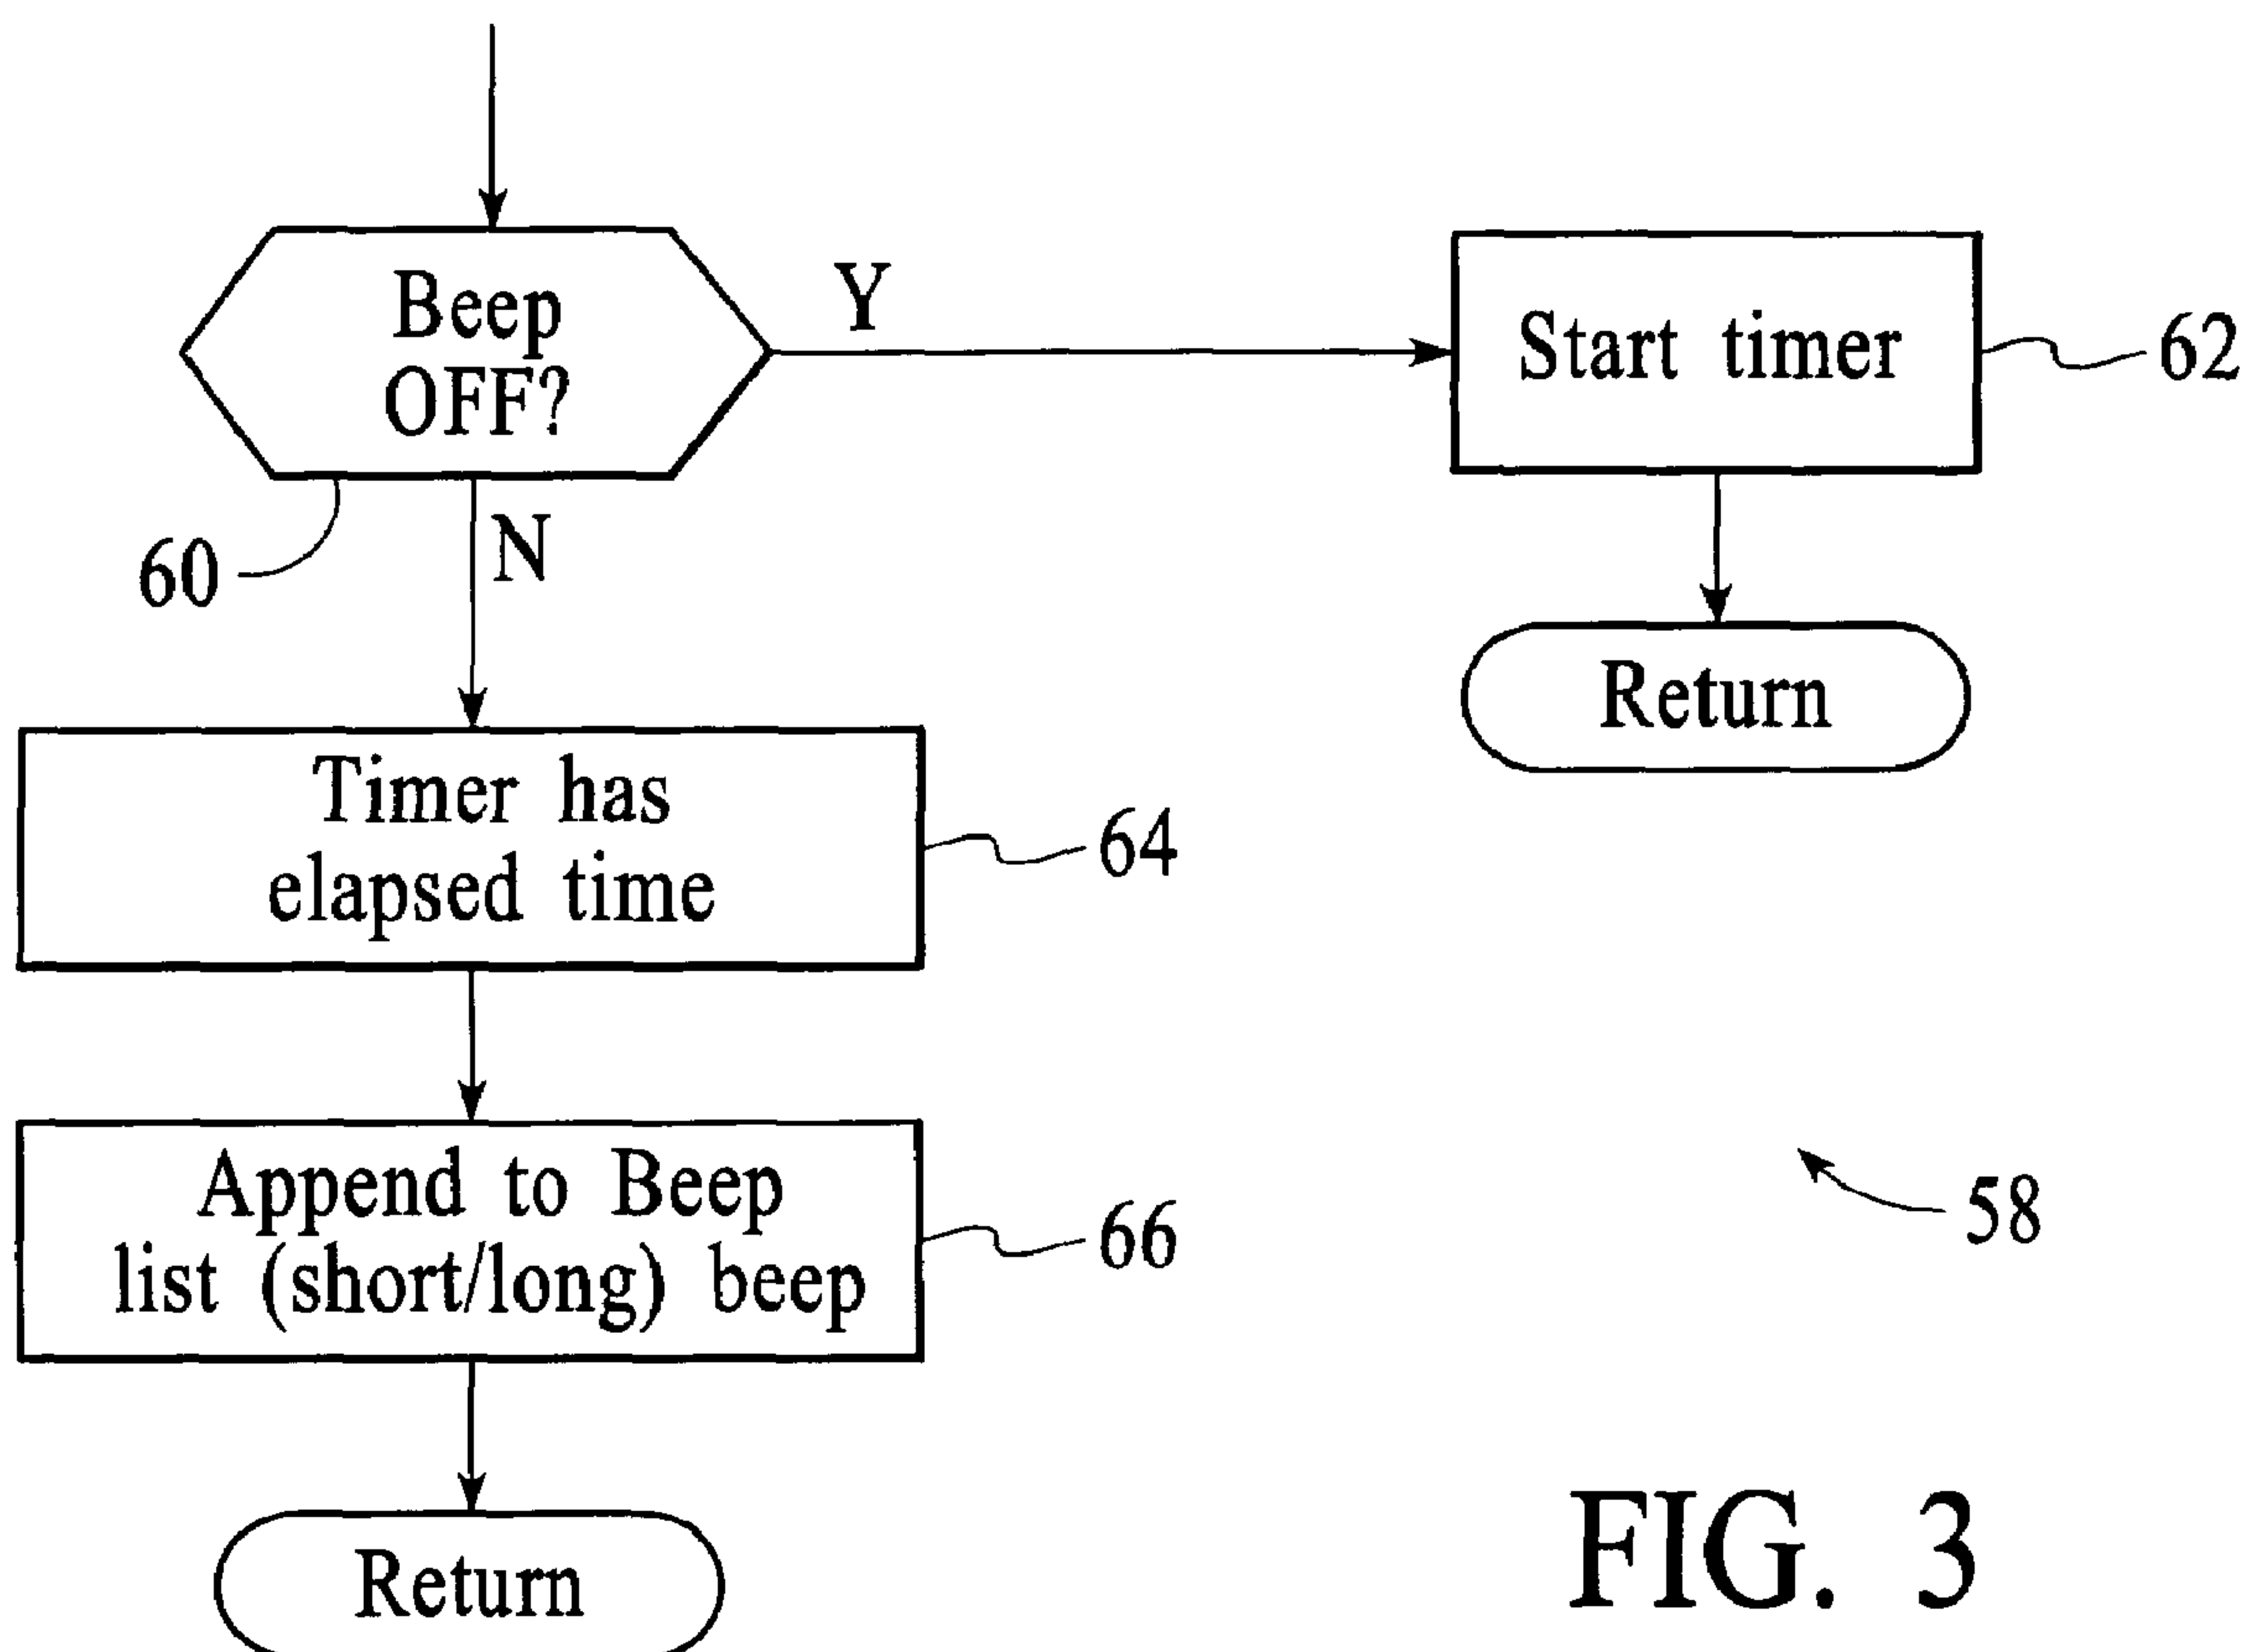 Beep
OFF?
Y
Start timer
62
60
N
Return
Timer has
elapsed time
64
Append to Beep
list (short/long) beep
66
58
Return
FIG. 3